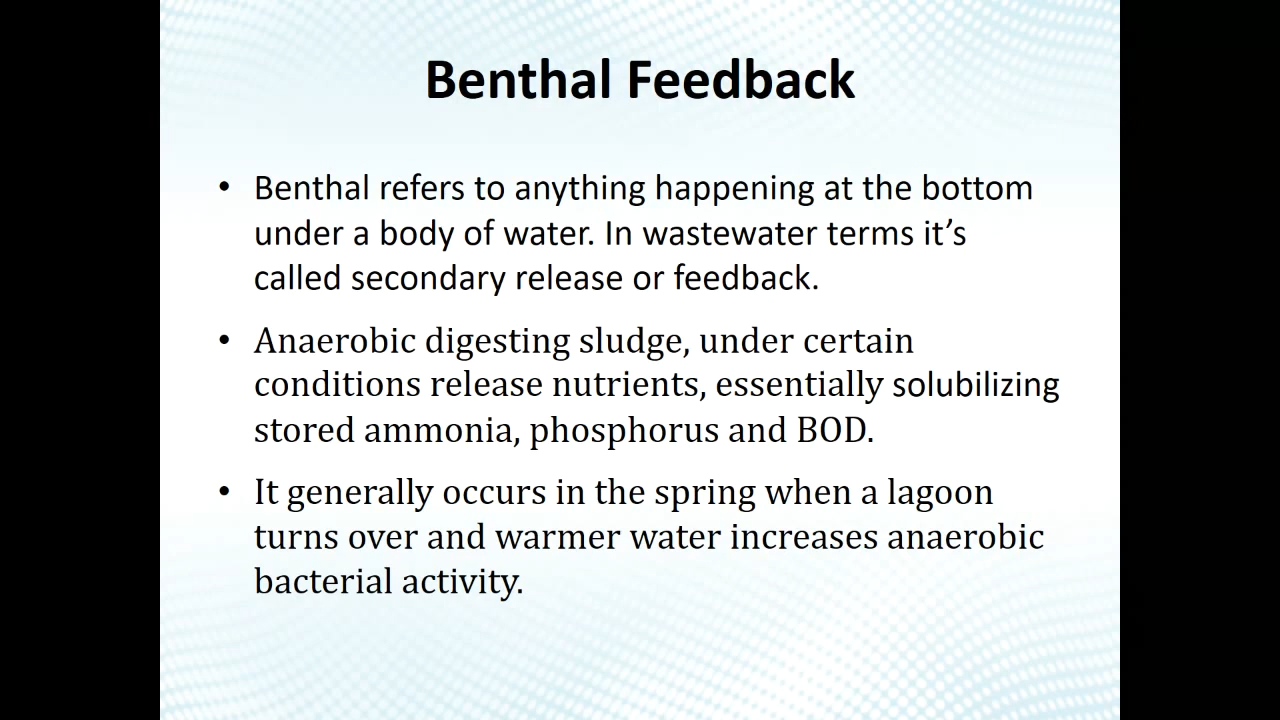 Benthal Feedback
• Benthal refers to anything happening at the bottom
under a body of water. In wastewater terms it’s
called secondary release or feedback.
• Anaerobic digesting sludge, under certain
conditions release nutrients, essentially solubilizing
stored ammonia, phosphorus and BOD.
• It generally occurs in the spring when a lagoon
turns over and warmer water increases anaerobic
bacterial activity.